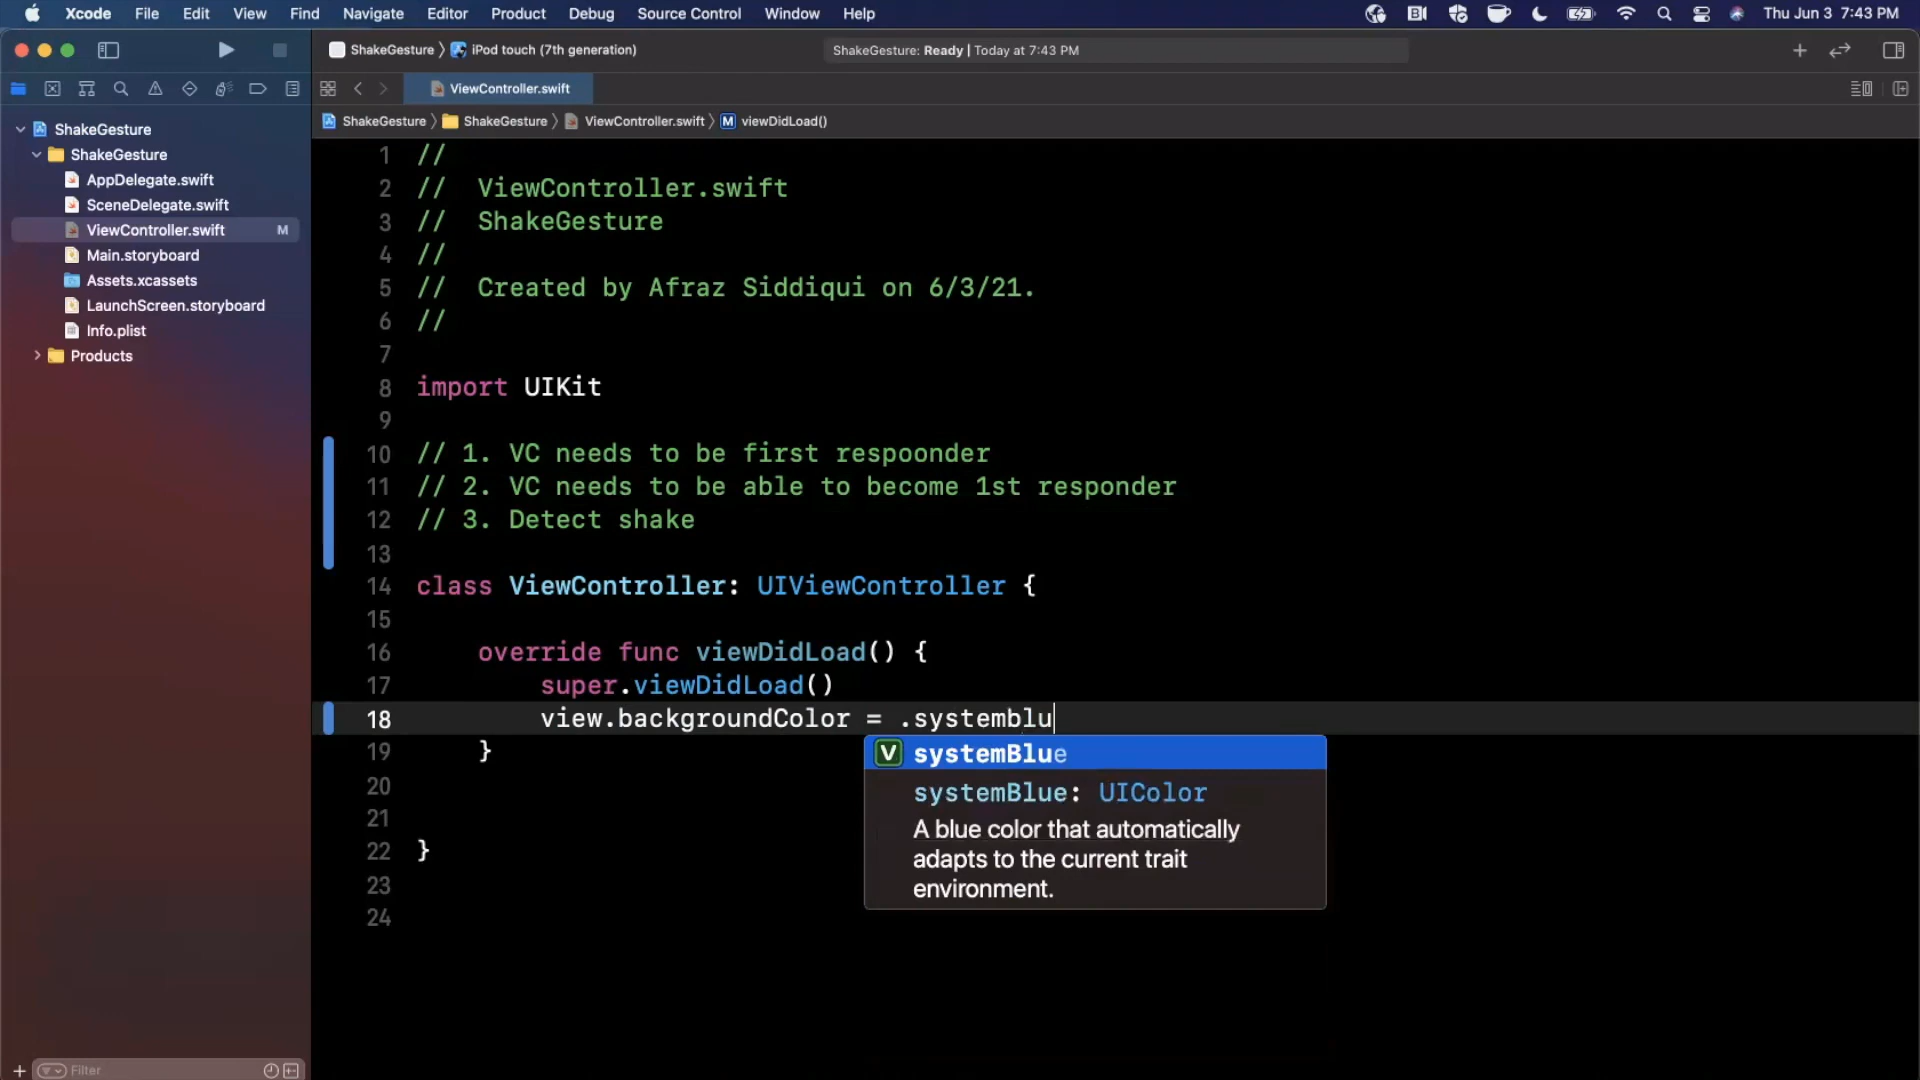 Xcode File Edit View Find Navigate Editor Product Debug Source Control Window Help Thu Jun 3 7:43 PM
ShakeGesture iPod touch (7th generation) ShakeGesture: Ready | Today at 7:43 PM
ViewController.swift
ShakeGesture ShakeGesture ViewController.swift M viewDidLoad()
ShakeGesture
ShakeGesture
AppDelegate.swift
SceneDelegate.swift
ViewController.swift M
Main.storyboard
Assets.xcassets
LaunchScreen.storyboard
Info.plist
Products
Filter
1 //
2 //  ViewController.swift
3 //  ShakeGesture
4 //
5 //  Created by Afraz Siddiqui on 6/3/21.
6 //
7
8 import UIKit
9
10 // 1. VC needs to be first respoonder
11 // 2. VC needs to be able to become 1st responder
12 // 3. Detect shake
13
14 class ViewController: UIViewController {
15
16     override func viewDidLoad() {
17         super.viewDidLoad()
18         view.backgroundColor = .systemblu
V systemBlue
systemBlue: UIColor
A blue color that automatically
adapts to the current trait
environment.
19     }
20
21
22 }
23
24